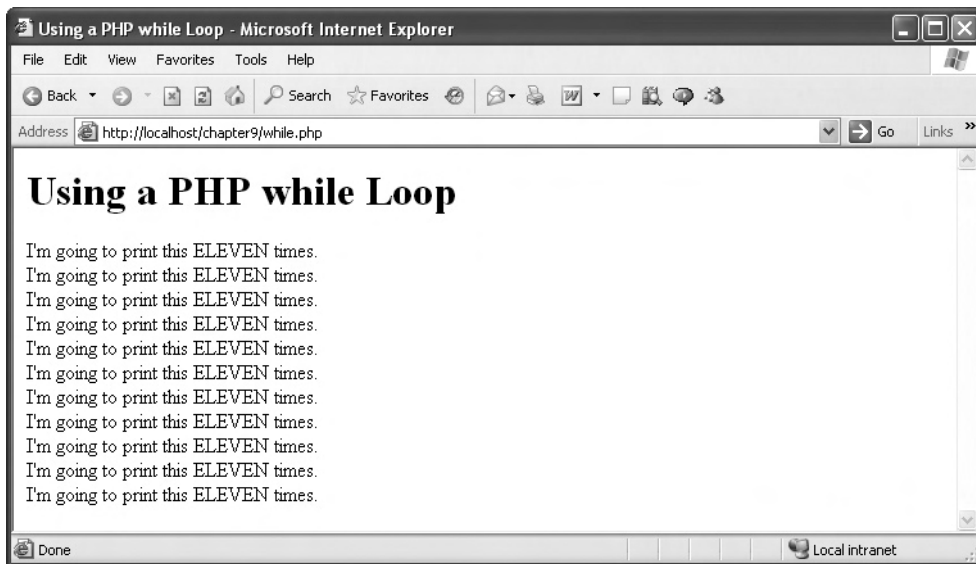 Using a PHP while Loop - Microsoft Internet Explorer
File Edit View Favorites Tools Help
Back Search Favorites W
Address http://localhost/chapter9/while.php Go Links »
Using a PHP while Loop
I'm going to print this ELEVEN times.
I'm going to print this ELEVEN times.
I'm going to print this ELEVEN times.
I'm going to print this ELEVEN times.
I'm going to print this ELEVEN times.
I'm going to print this ELEVEN times.
I'm going to print this ELEVEN times.
I'm going to print this ELEVEN times.
I'm going to print this ELEVEN times.
I'm going to print this ELEVEN times.
I'm going to print this ELEVEN times.
Done Local intranet